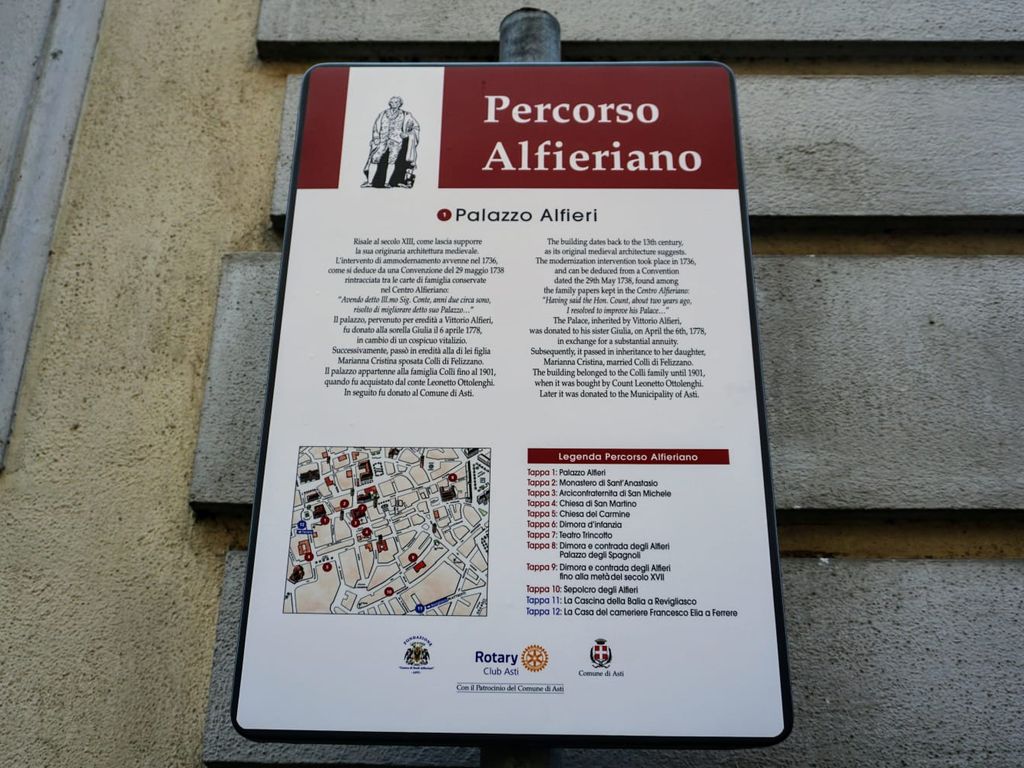 Percorso
Alfieriano
1 Palazzo Alfieri
Risale al secolo XIII, come lascia supporre
la sua originaria architettura medievale.
L'intervento di ammodernamento avvenne nel 1736,
come si deduce da una Convenzione del 29 maggio 1738
rintracciata tra le carte di famiglia conservate
nel Centro Alfieriano:
"Avendo detto Ill.mo Sig. Conte, anni due circa sono,
risolto di migliorare detto suo Palazzo..."
Il palazzo, pervenuto per eredità a Vittorio Alfieri,
fu donato alla sorella Giulia il 6 aprile 1778,
in cambio di un cospicuo vitalizio.
Successivamente, passò in eredità alla di lei figlia
Marianna Cristina sposata Colli di Felizzano.
Il palazzo appartenne alla famiglia Colli fino al 1901,
quando fu acquistato dal conte Leonetto Ottolenghi.
In seguito fu donato al Comune di Asti.
The building dates back to the 13th century,
as its original medieval architecture suggests.
The modernization intervention took place in 1736,
and can be deduced from a Convention
dated the 29th May 1738, found among
the family papers kept in the Centro Alfieriano:
"Having said the Hon. Count, about two years ago,
I resolved to improve his Palace..."
The Palace, inherited by Vittorio Alfieri,
was donated to his sister Giulia, on April the 6th, 1778,
in exchange for a substantial annuity.
Subsequently, it passed in inheritance to her daughter,
Marianna Cristina, married Colli di Felizzano.
The building belonged to the Colli family until 1901,
when it was bought by Count Leonetto Ottolenghi.
Later it was donated to the Municipality of Asti.
Legenda Percorso Alfieriano
Tappa 1: Palazzo Alfieri
Tappa 2: Monastero di Sant'Anastasio
Tappa 3: Arciconfraternita di San Michele
Tappa 4: Chiesa di San Martino
Tappa 5: Chiesa del Carmine
Tappa 6: Dimora d'infanzia
Tappa 7: Teatro Trincotto
Tappa 8: Dimora e contrada degli Alfieri
Palazzo degli Spagnoli
Tappa 9: Dimora e contrada degli Alfieri
fino alla metà del secolo XVII
Tappa 10: Sepolcro degli Alfieri
Tappa 11: La Cascina della Balia a Revigliasco
Tappa 12: La Casa del cameriere Francesco Elia a Ferrere
FONDAZIONE
Rotary
Club Asti
Comune di Asti
Con il Patrocinio del Comune di Asti